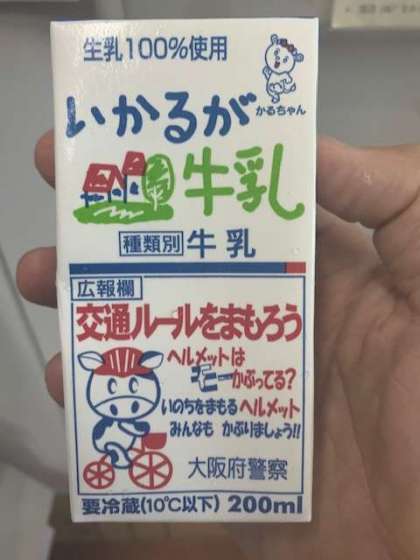 生乳100%使用
かるちゃん
いかるが
牛乳
種類別 牛乳
広報欄
交通ルールをまもろう
ヘルメットは
モーかぶってる?
いのちをまもる ヘルメット
みんなも かぶりましょう!!
大阪府警察
要冷蔵(10℃以下) 200ml